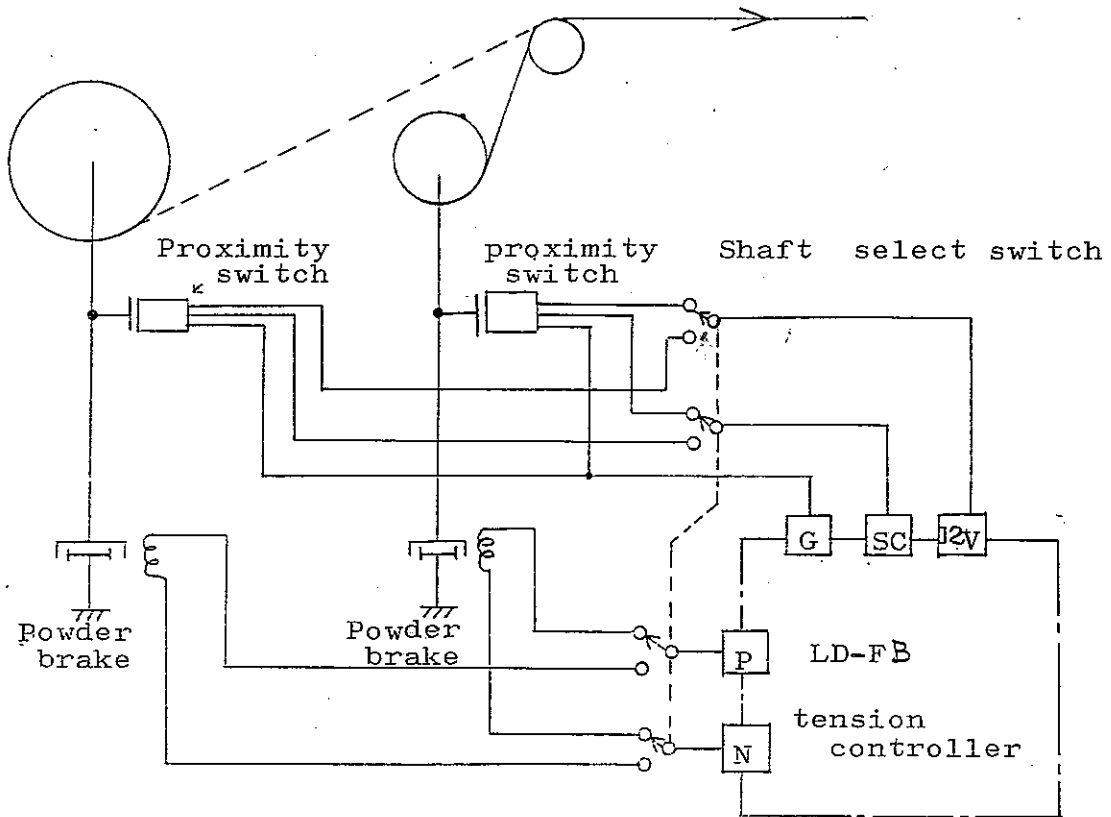 Proximity
switch
proximity
switch
Shaft select switch
G
SC
12V
Powder
brake
Powder
brake
P
LD-FB
N
tension
controller